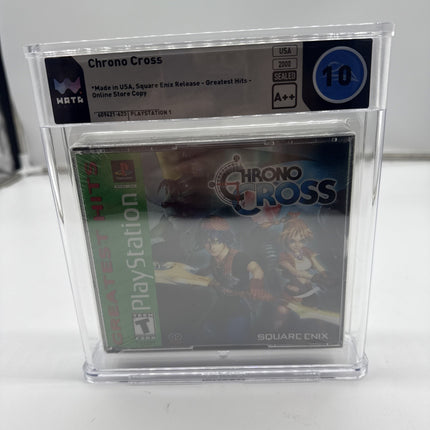 WATA
Chrono Cross
*Made in USA, Square Enix Release - Greatest Hits -
Online Store Copy
PLAYSTATION 1
USA
2000
SEALED
A++
10
GREATEST HITS
PlayStation
T
CHRONO
CROSS
SQUARE ENIX